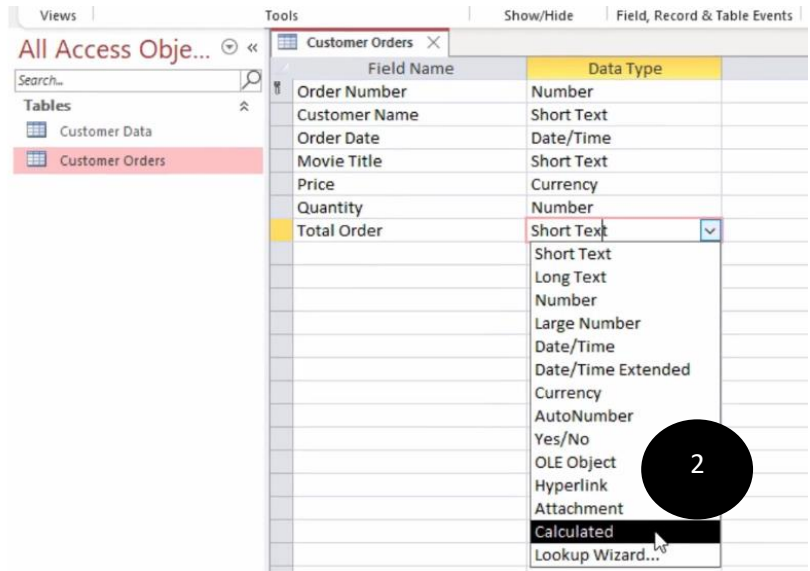 Views Tools Show/Hide Field, Record & Table Events
All Access Obje... «
Search...
Tables
Customer Data
Customer Orders
Customer Orders
Field Name Data Type
Order Number Number
Customer Name Short Text
Order Date Date/Time
Movie Title Short Text
Price Currency
Quantity Number
Total Order Short Text
Short Text
Long Text
Number
Large Number
Date/Time
Date/Time Extended
Currency
AutoNumber
Yes/No
OLE Object
Hyperlink
Attachment
Calculated
Lookup Wizard...
2